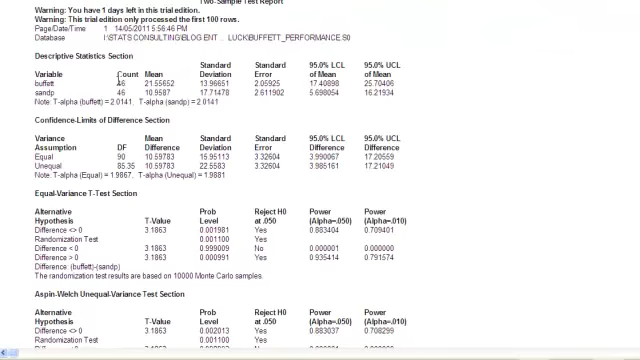 Two-Sample Test Report
Warning: You have 1 days left in this trial edition.
Warning: This trial edition only processed the first 100 rows.
Page/Date/Time 1 14/05/2011 5:56:46 PM
Database I:\STATS CONSULTING\BLOG.ENT ... LUCK\BUFFETT_PERFORMANCE.S0
Descriptive Statistics Section
Standard Standard 95.0% LCL 95.0% UCL
Variable Count Mean Deviation Error of Mean of Mean
buffett 46 21.55652 13.96651 2.05925 17.40898 25.70406
sandp 46 10.9587 17.71478 2.611902 5.698054 16.21934
Note: T-alpha (buffett) = 2.0141, T-alpha (sandp) = 2.0141
Confidence-Limits of Difference Section
Variance Mean Standard Standard 95.0% LCL 95.0% UCL
Assumption DF Difference Deviation Error Difference Difference
Equal 90 10.59783 15.95113 3.32604 3.990067 17.20559
Unequal 85.35 10.59783 22.5583 3.32604 3.985161 17.21049
Note: T-alpha (Equal) = 1.9867, T-alpha (Unequal) = 1.9881
Equal-Variance T-Test Section
Alternative Prob Reject H0 Power Power
Hypothesis T-Value Level at .050 (Alpha=.050) (Alpha=.010)
Difference <> 0 3.1863 0.001981 Yes 0.883404 0.709401
Randomization Test 0.001100 Yes
Difference < 0 3.1863 0.999009 No 0.000001 0.000000
Difference > 0 3.1863 0.000991 Yes 0.935414 0.791574
Difference: (buffett)-(sandp)
The randomization test results are based on 10000 Monte Carlo samples.
Aspin-Welch Unequal-Variance Test Section
Alternative Prob Reject H0 Power Power
Hypothesis T-Value Level at .050 (Alpha=.050) (Alpha=.010)
Difference <> 0 3.1863 0.002013 Yes 0.883037 0.708299
Randomization Test 0.001100 Yes